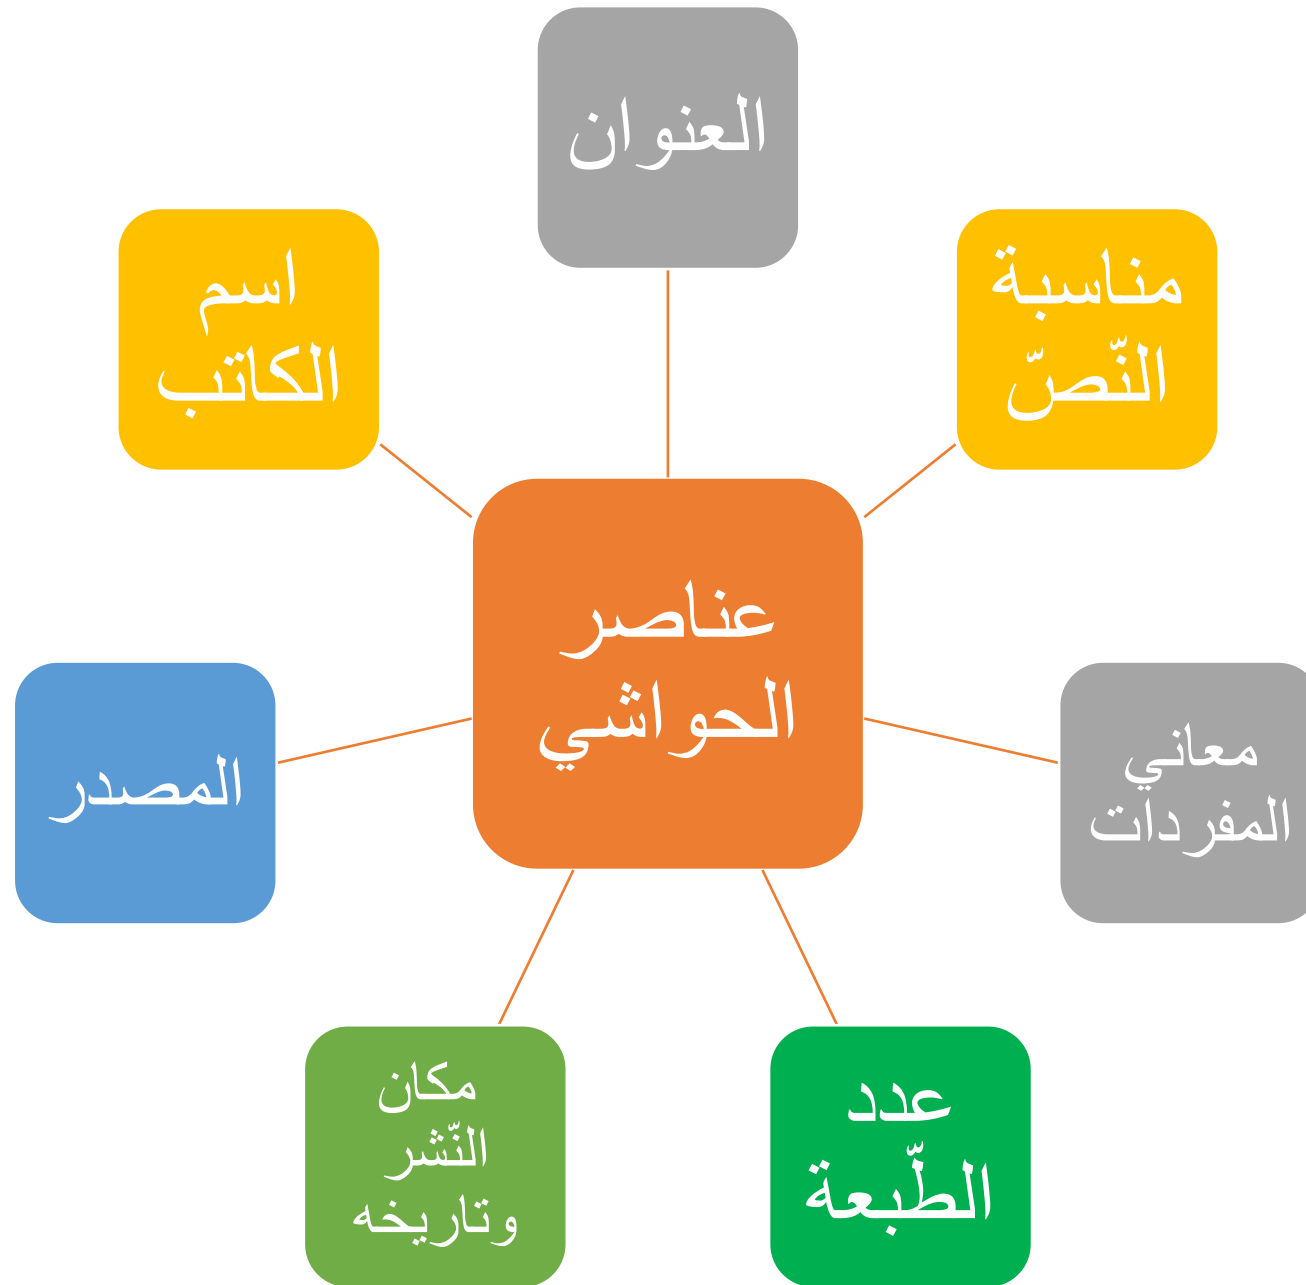 العنوان
مناسبة
النّصّ
معاني
المفردات
عدد
الطّبعة
مكان
النّشر
وتاريخه
المصدر
اسم
الكاتب
عناصر
الحواشي